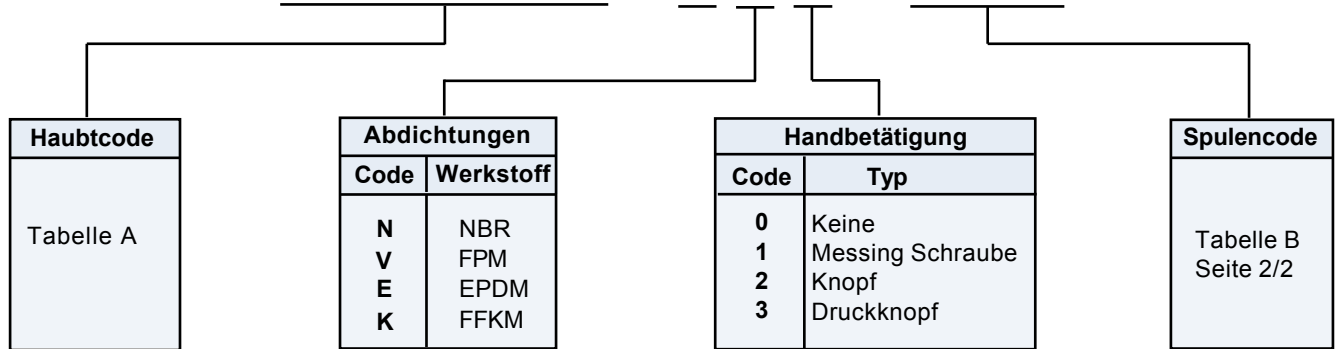 Haubtcode
Tabelle A
Abdichtungen
Code Werkstoff
N NBR
V FPM
E EPDM
K FFKM
Handbetätigung
Code Typ
0 Keine
1 Messing Schraube
2 Knopf
3 Druckknopf
Spulencode
Tabelle B
Seite 2/2